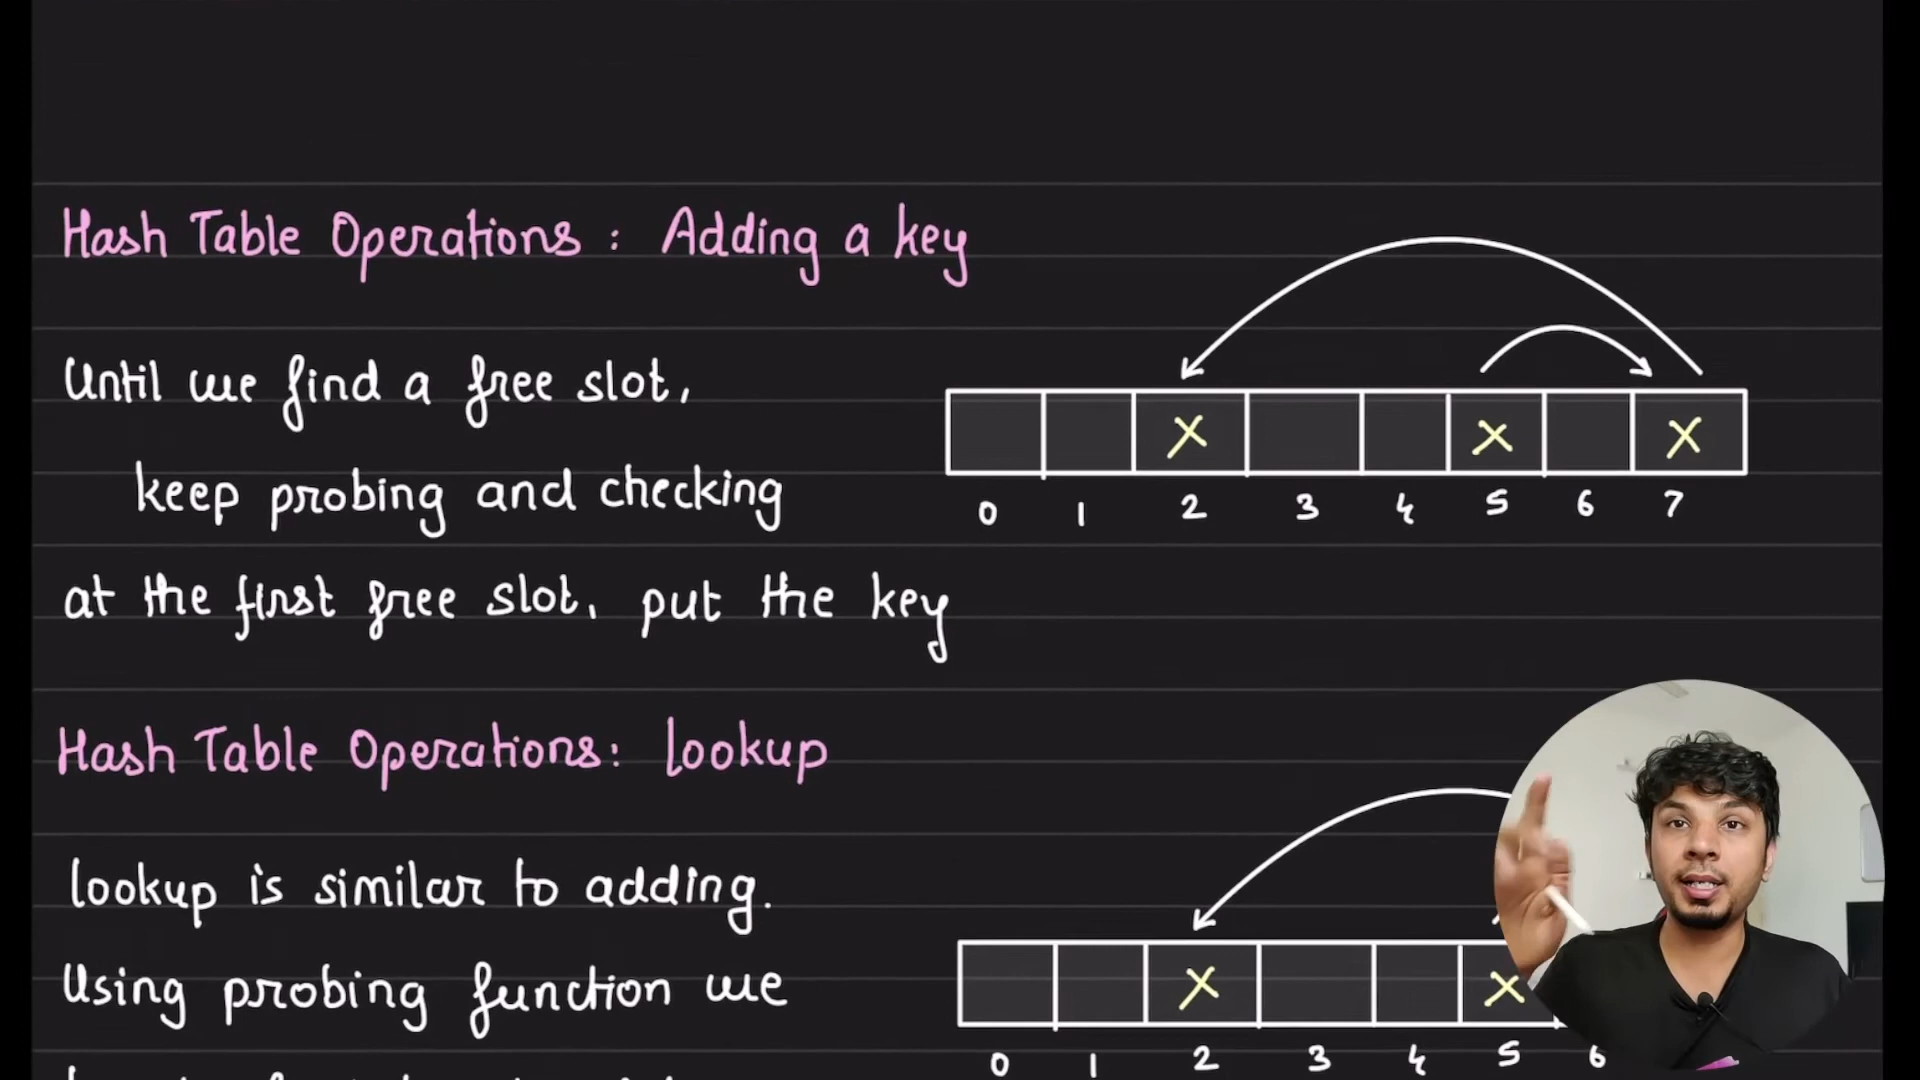 Hash Table Operations : Adding a key
Until we find a free slot,
keep probing and checking
at the first free slot, put the key
X X X
0 1 2 3 4 5 6 7
Hash Table Operations: lookup
lookup is similar to adding.
Using probing function we
X X
0 1 2 3 4 5 6